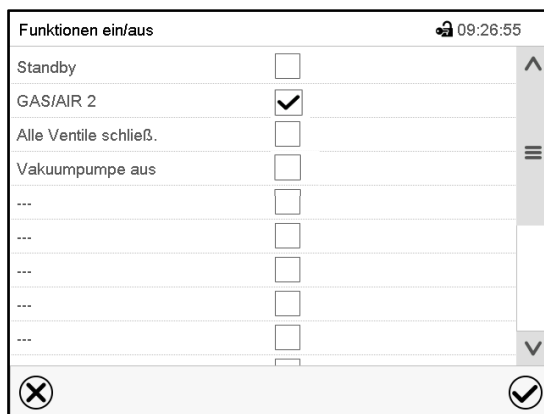 Funktionen ein/aus 09:26:55
Standby
GAS/AIR 2
Alle Ventile schließ.
Vakuumpumpe aus
---
---
---
---
---